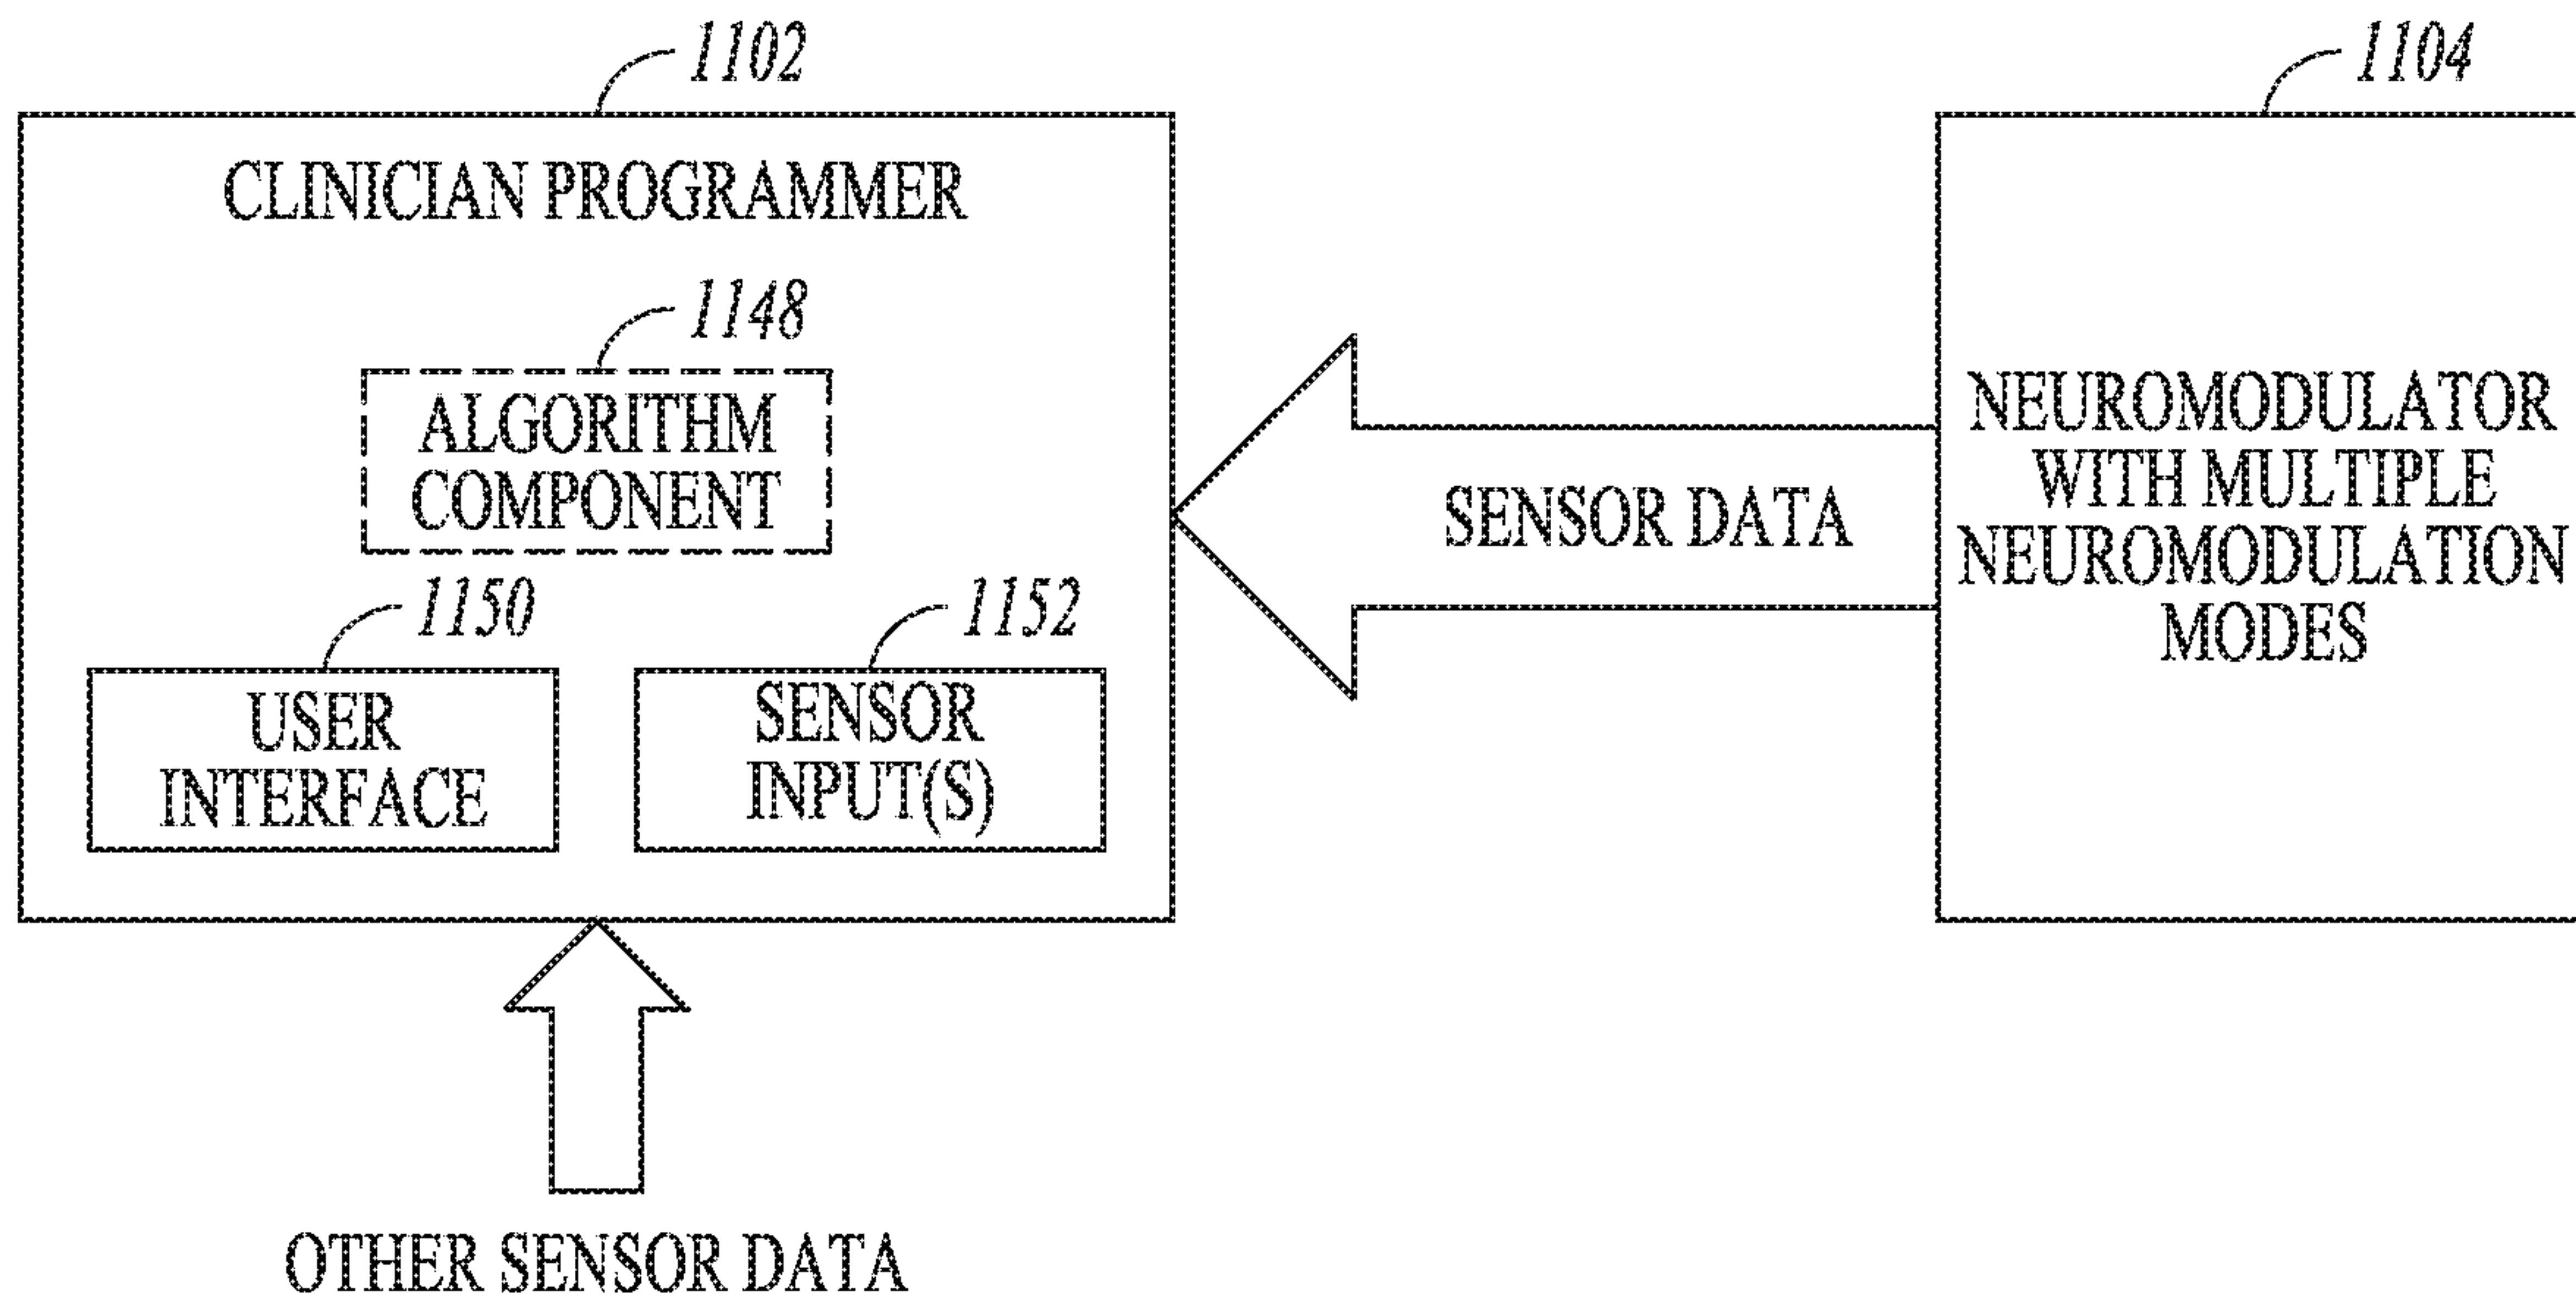 1102
1104
CLINICIAN PROGRAMMER
1148
ALGORITHM
COMPONENT
1150
1152
USER
INTERFACE
SENSOR
INPUT(S)
SENSOR DATA
NEUROMODULATOR
WITH MULTIPLE
NEUROMODULATION
MODES
OTHER SENSOR DATA